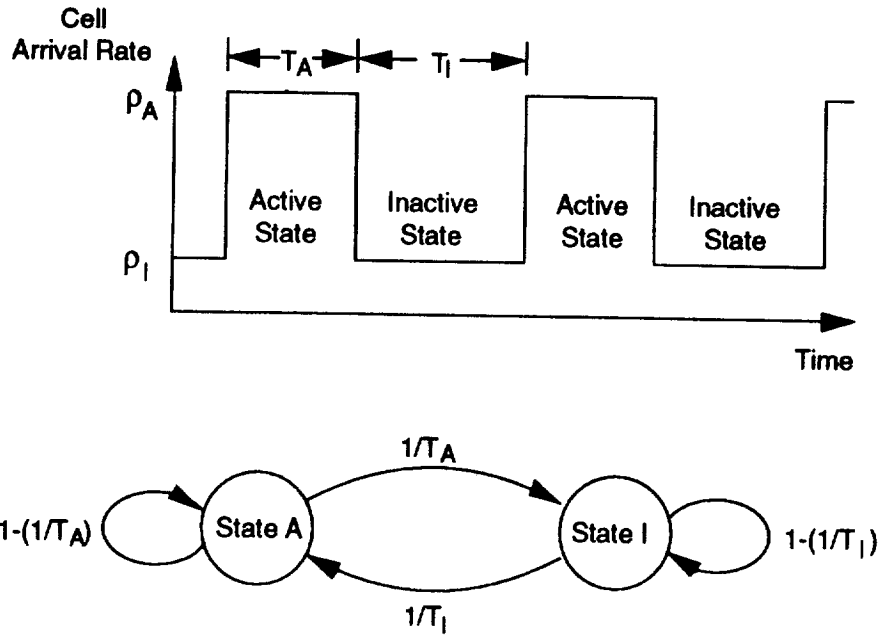 Cell
Arrival Rate
T_A
T_I
ρ_A
Active
State
Inactive
State
Active
State
Inactive
State
ρ_I
Time
1/T_A
1-(1/T_A)
State A
State I
1-(1/T_I)
1/T_I